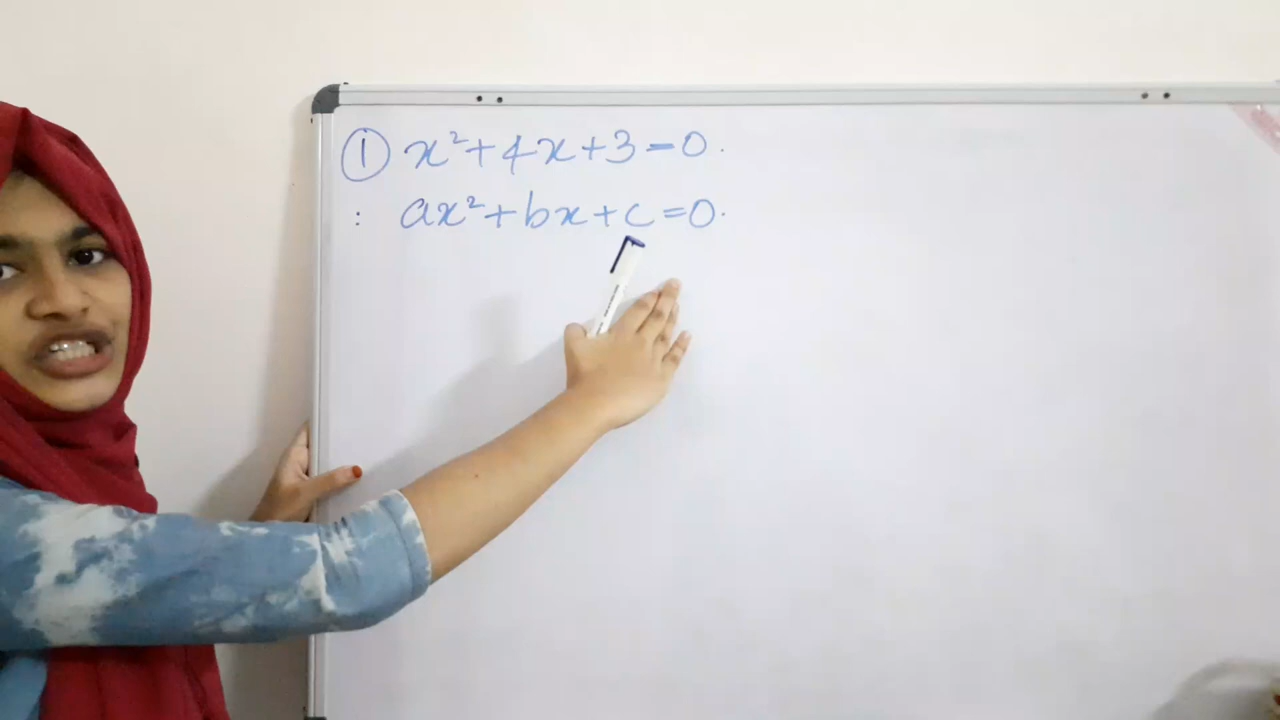 ① x²+4x+3=0.
: ax²+bx+c=0.